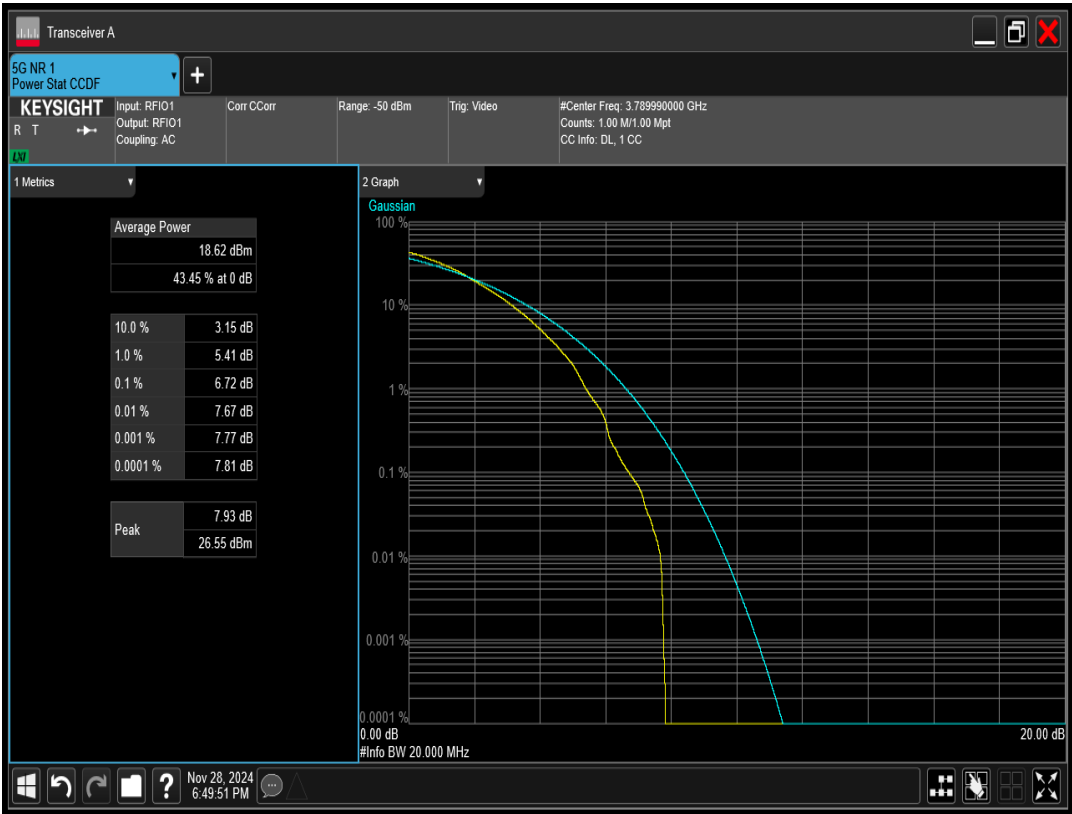 Transceiver A
5G NR 1
Power Stat CCDF
KEYSIGHT
R T
LXI
Input: RFIO1
Output: RFIO1
Coupling: AC
Corr CCorr
Range: -50 dBm
Trig: Video
#Center Freq: 3.789990000 GHz
Counts: 1.00 M/1.00 Mpt
CC Info: DL, 1 CC
1 Metrics
Average Power
18.62 dBm
43.45 % at 0 dB
10.0 % 3.15 dB
1.0 % 5.41 dB
0.1 % 6.72 dB
0.01 % 7.67 dB
0.001 % 7.77 dB
0.0001 % 7.81 dB
Peak 7.93 dB
26.55 dBm
2 Graph
Gaussian
100 %
10 %
1 %
0.1 %
0.01 %
0.001 %
0.0001 %
0.00 dB 20.00 dB
#Info BW 20.000 MHz
Nov 28, 2024
6:49:51 PM